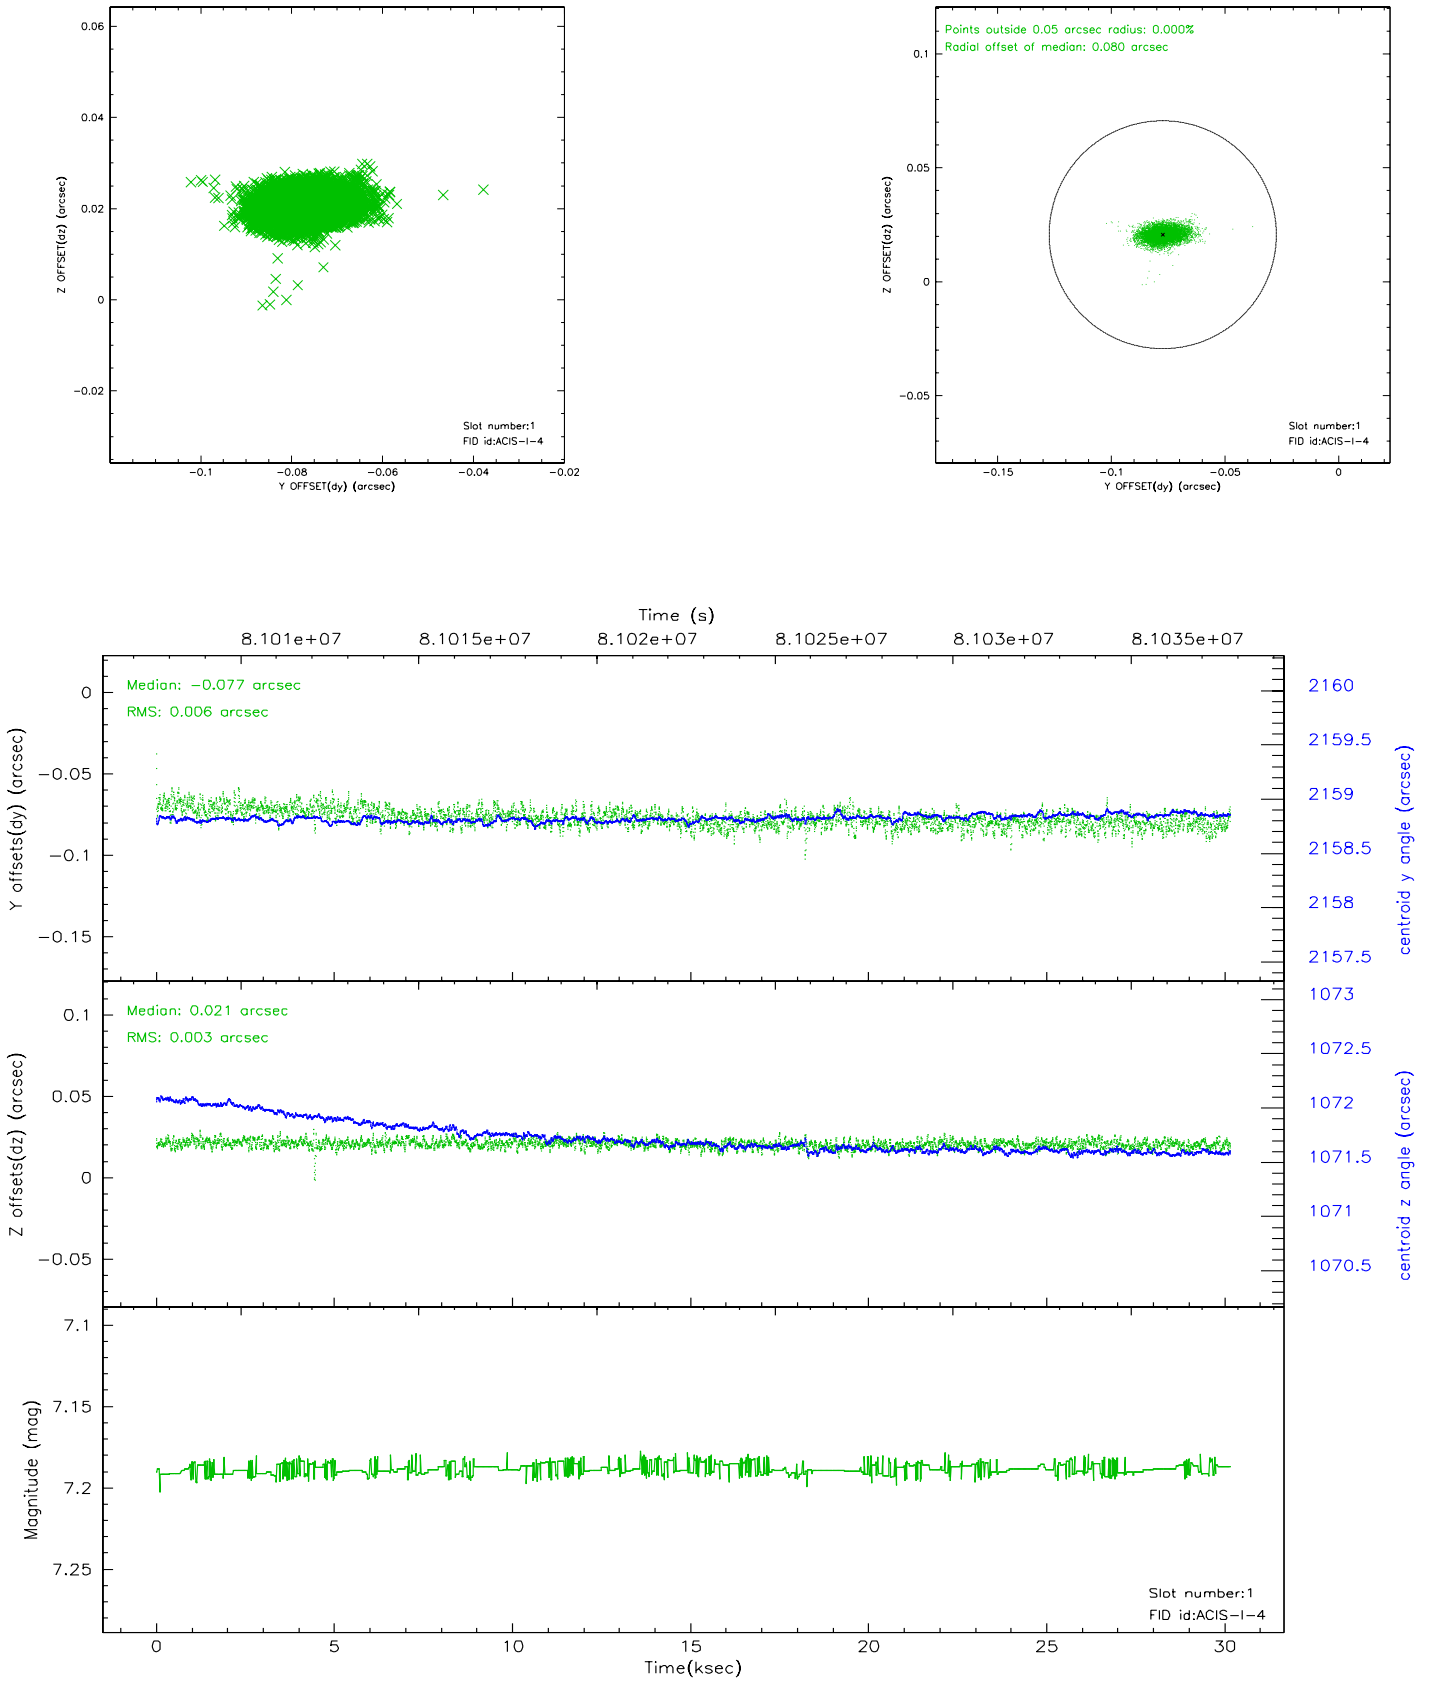 0.06
0.04
0.02
0
−0.02
Z OFFSET(dz) (arcsec)
Slot number:1
FID id:ACIS−I−4
−0.1
−0.08
−0.06
−0.04
−0.02
Y OFFSET(dy) (arcsec)
Points outside 0.05 arcsec radius: 0.000%
Radial offset of median: 0.080 arcsec
0.1
0.05
0
−0.05
Z OFFSET(dz) (arcsec)
Slot number:1
FID id:ACIS−I−4
−0.15
−0.1
−0.05
0
Y OFFSET(dy) (arcsec)
Time (s)
8.101e+07
8.1015e+07
8.102e+07
8.1025e+07
8.103e+07
8.1035e+07
Median: −0.077 arcsec
RMS: 0.006 arcsec
0
−0.05
−0.1
−0.15
Y offsets(dy) (arcsec)
2160
2159.5
2159
2158.5
2158
2157.5
centroid y angle (arcsec)
Median: 0.021 arcsec
RMS: 0.003 arcsec
0.1
0.05
0
−0.05
Z offsets(dz) (arcsec)
1073
1072.5
1072
1071.5
1071
1070.5
centroid z angle (arcsec)
7.1
7.15
7.2
7.25
Magnitude (mag)
Slot number:1
FID id:ACIS−I−4
0
5
10
15
20
25
30
Time(ksec)